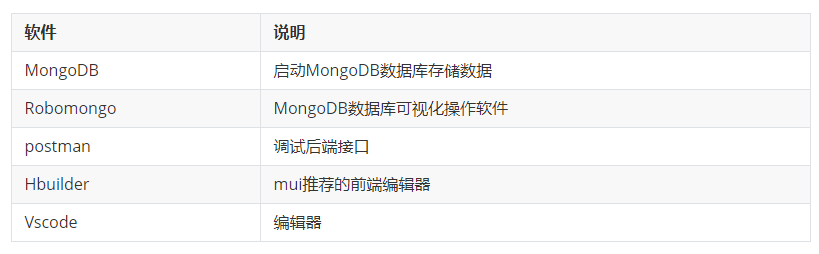 软件 说明
MongoDB 启动MongoDB数据库存储数据
Robomongo MongoDB数据库可视化操作软件
postman 调试后端接口
Hbuilder mui推荐的前端编辑器
Vscode 编辑器